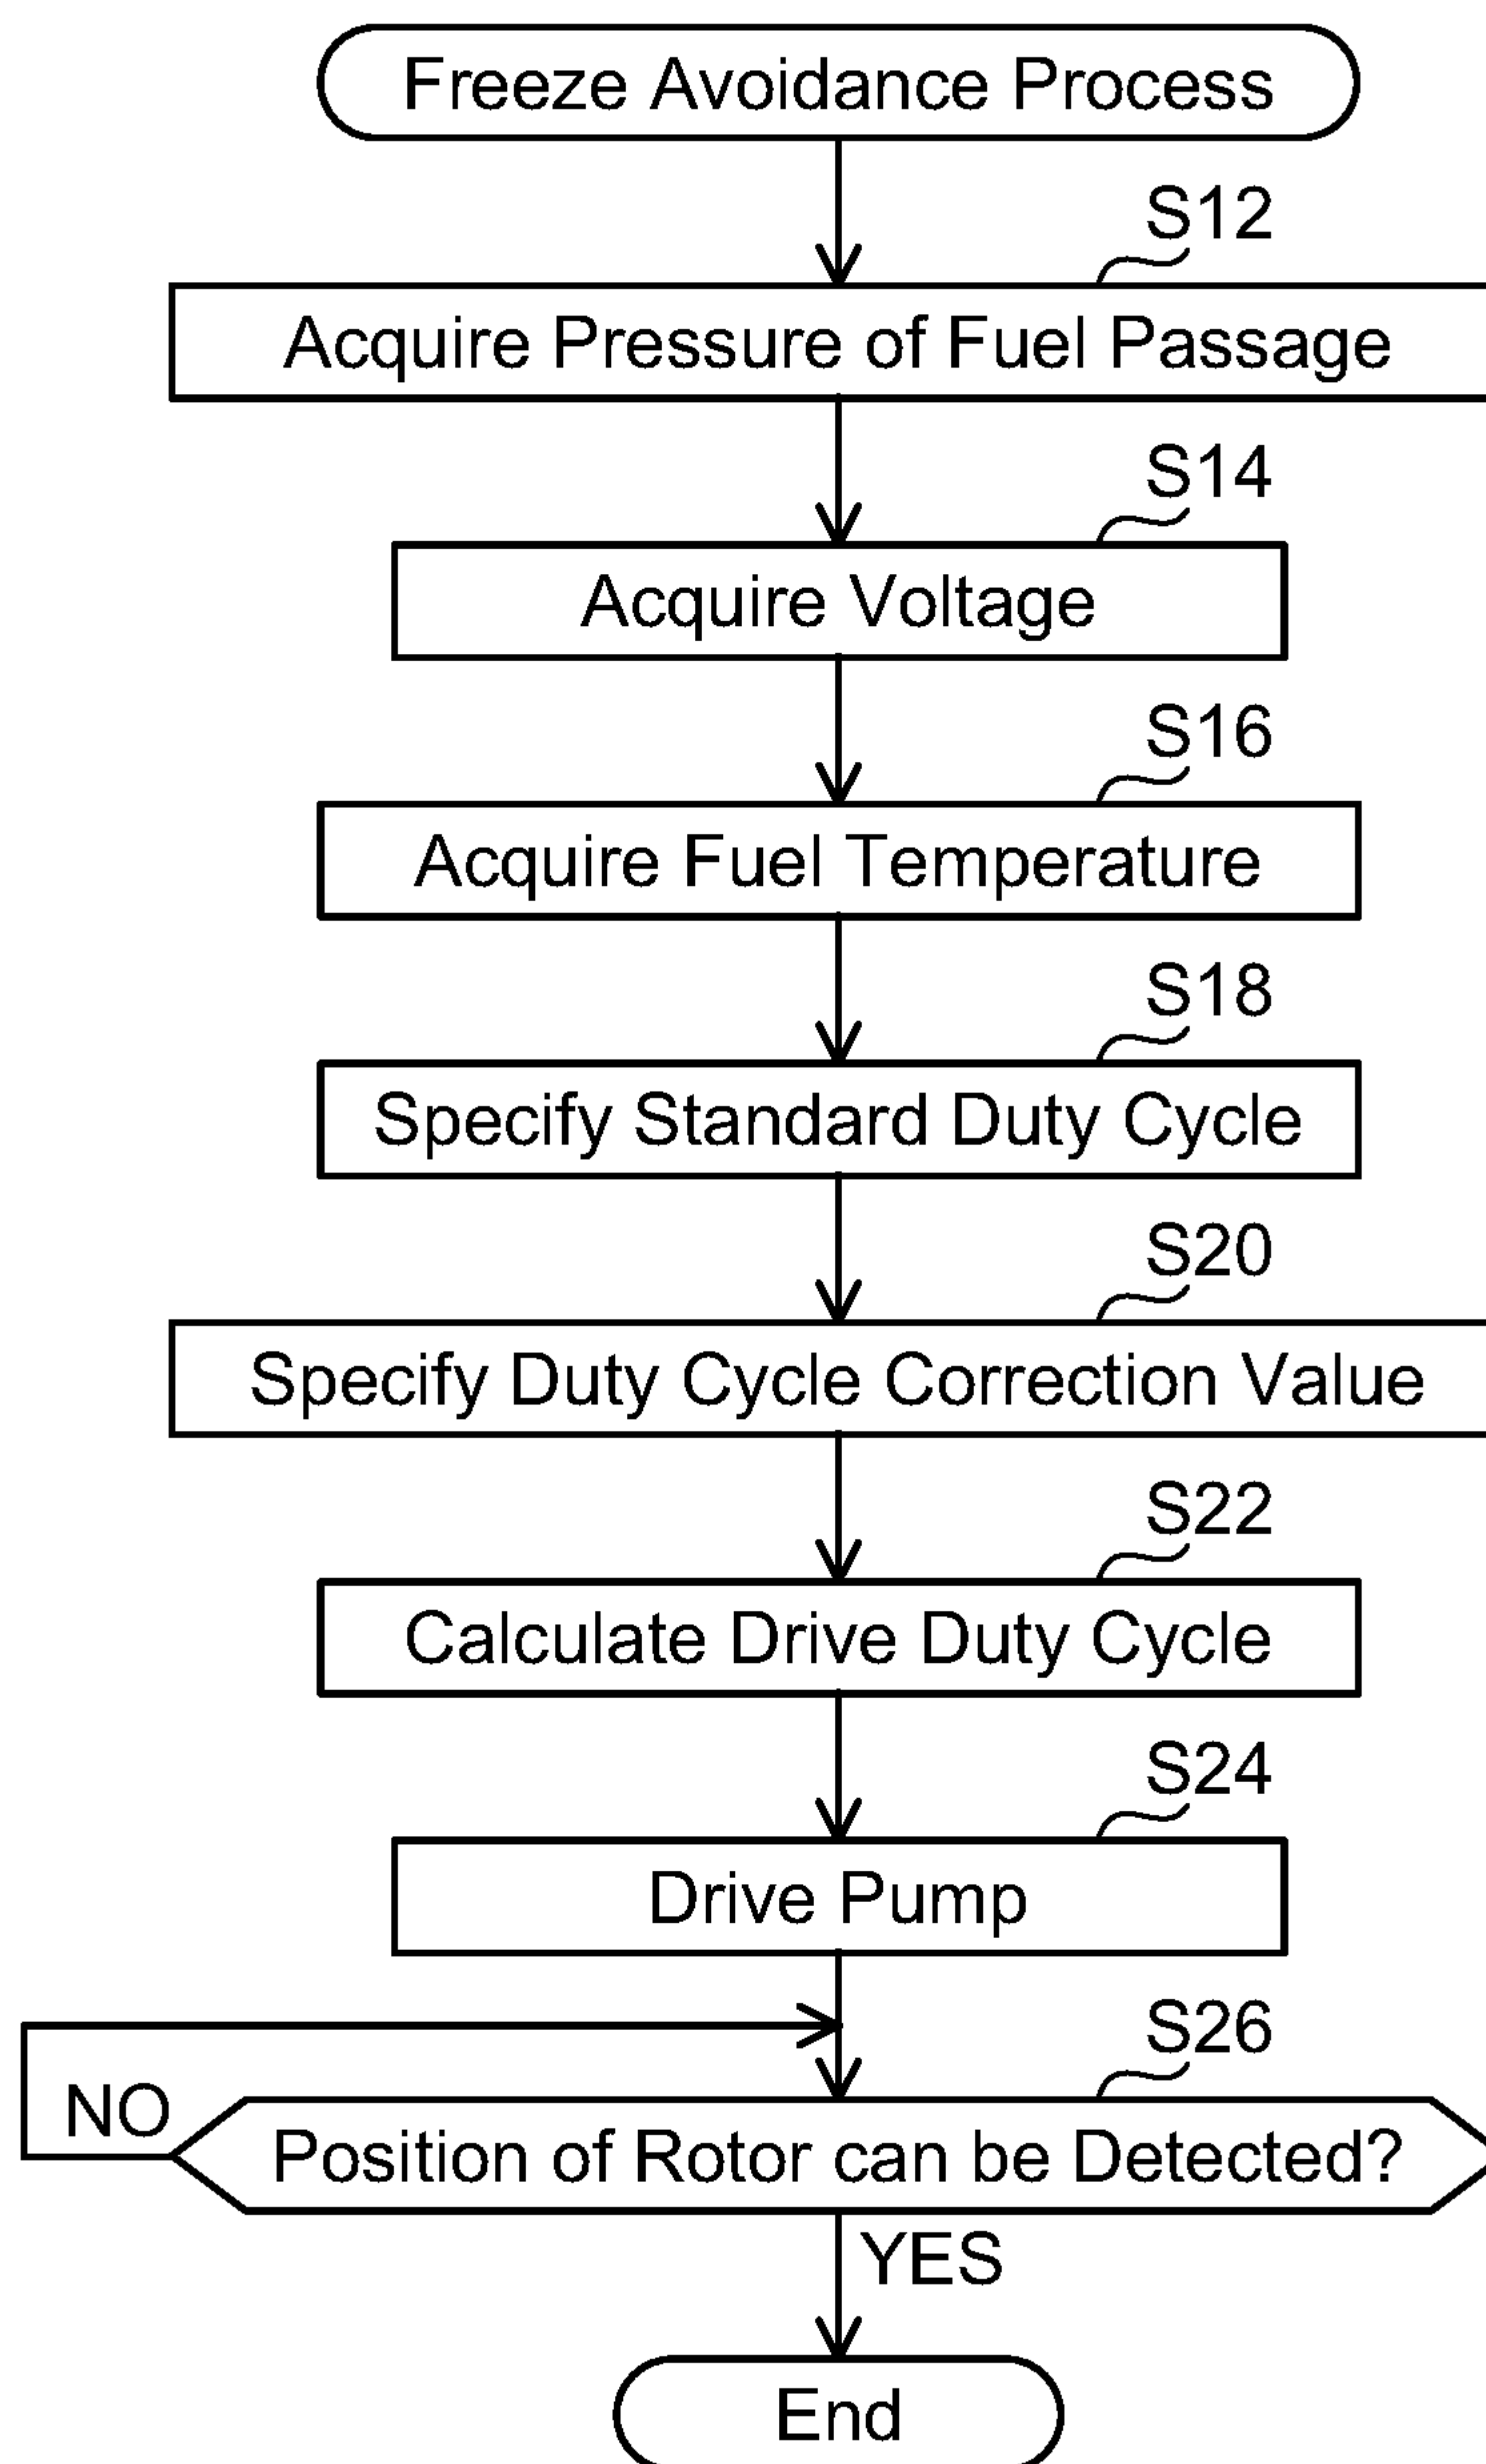 Freeze Avoidance Process
S12
Acquire Pressure of Fuel Passage
S14
Acquire Voltage
S16
Acquire Fuel Temperature
S18
Specify Standard Duty Cycle
S20
Specify Duty Cycle Correction Value
S22
Calculate Drive Duty Cycle
S24
Drive Pump
S26
NO
Position of Rotor can be Detected?
YES
End